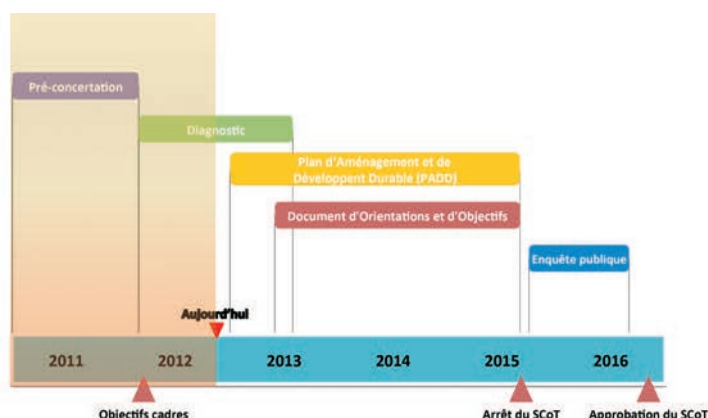 Pré-concertation
Diagnostic
Plan d'Aménagement et de
Développent Durable (PADD)
Document d'Orientations et d'Objectifs
Enquête publique
Aujourd'hui
2011
2012
2013
2014
2015
2016
Objectifs cadres
Arrêt du SCoT
Approbation du SCoT